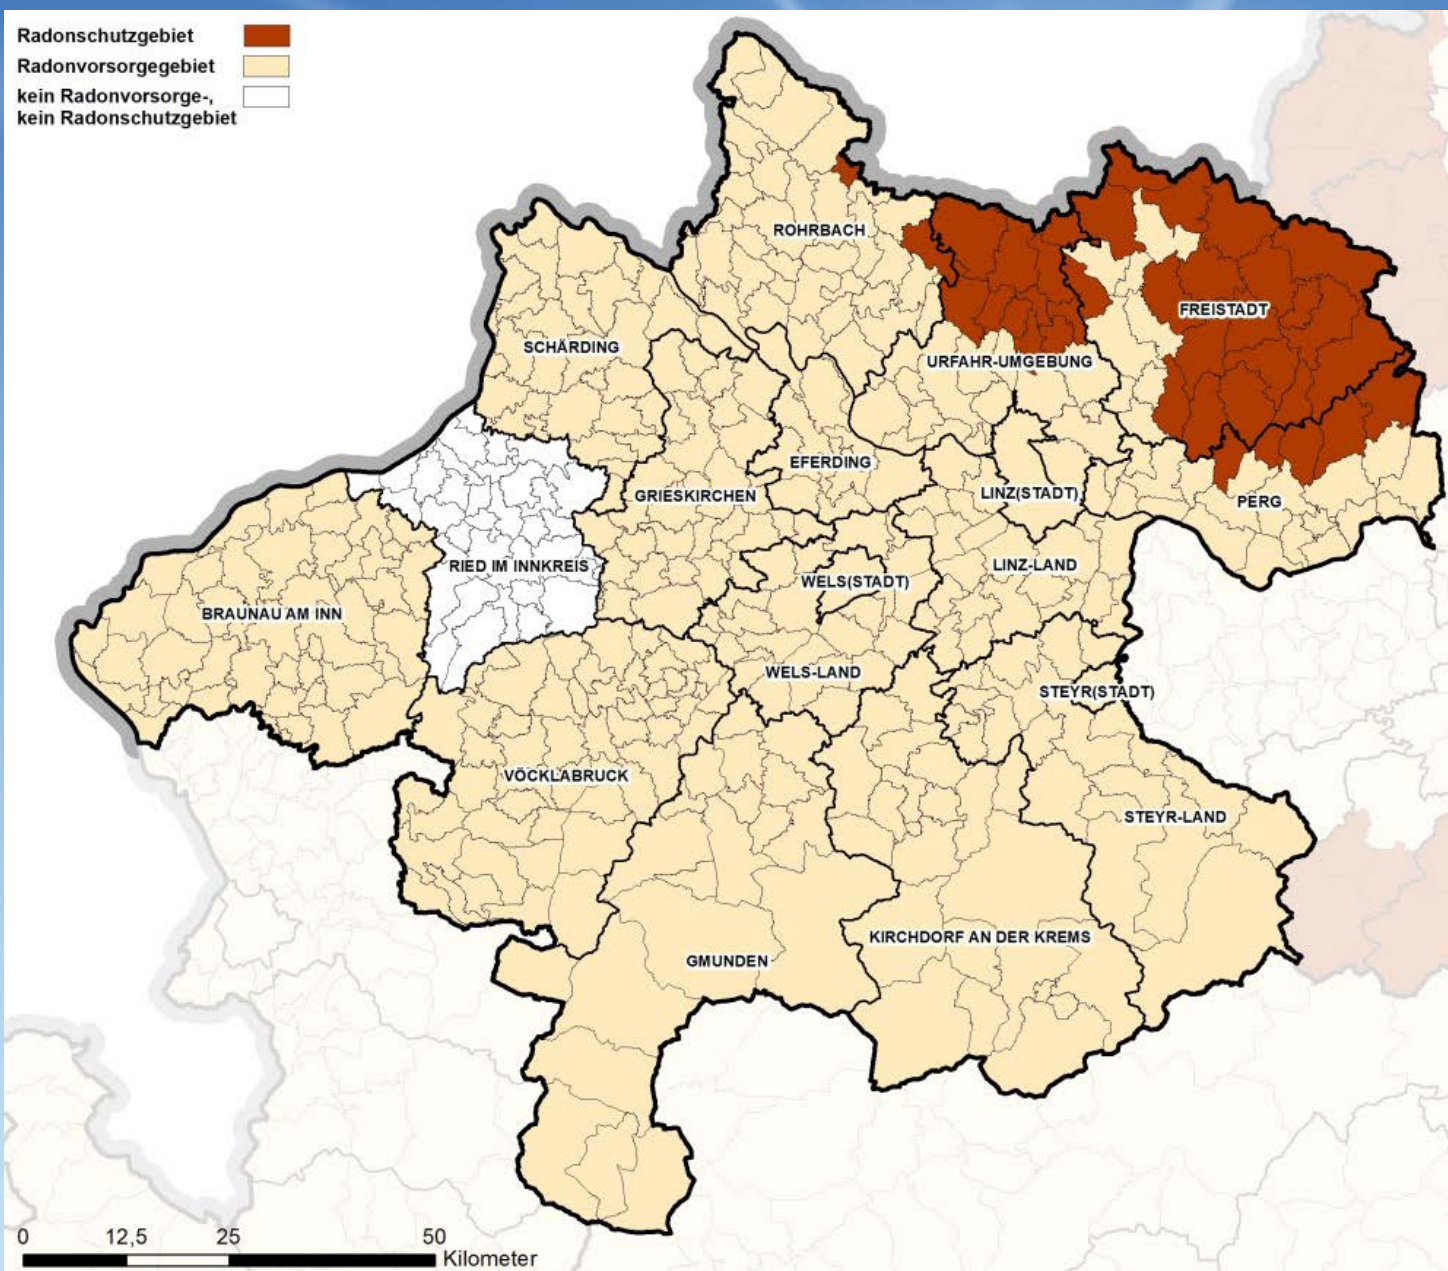 Radonschutzgebiet
Radonvorsorgegebiet
kein Radonvorsorge-,
kein Radonschutzgebiet
ROHRBACH
FREISTADT
SCHÄRDING
URFAHR-UMGEBUNG
EFERDING
GRIESKIRCHEN
LINZ(STADT)
PERG
RIED IM INNKREIS
WELS(STADT)
LINZ-LAND
BRAUNAU AM INN
WELS-LAND
STEYR(STADT)
VÖCKLABRUCK
STEYR-LAND
GMUNDEN
KIRCHDORF AN DER KREMS
0 12,5 25 50
Kilometer